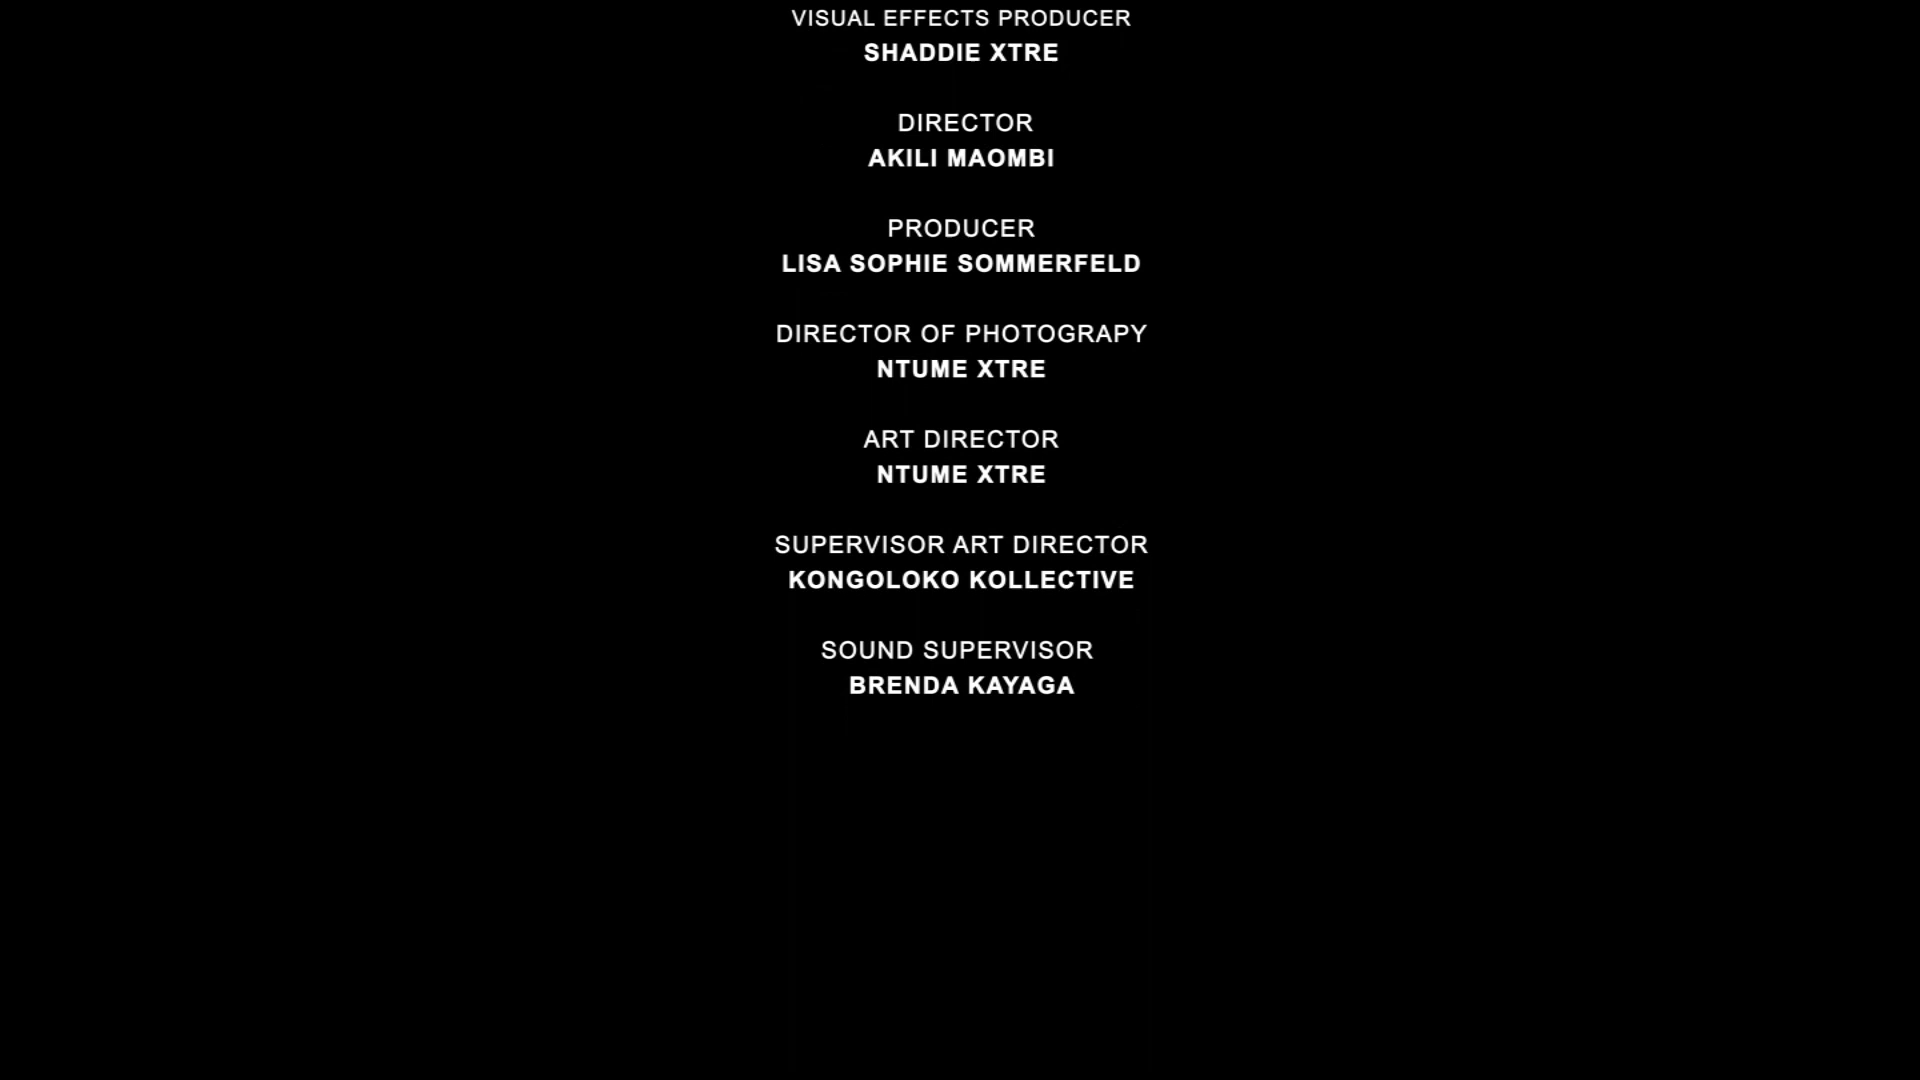 VISUAL EFFECTS PRODUCER
SHADDIE XTRE
DIRECTOR
AKILI MAOMBI
PRODUCER
LISA SOPHIE SOMMERFELD
DIRECTOR OF PHOTOGRAPY
NTUME XTRE
ART DIRECTOR
NTUME XTRE
SUPERVISOR ART DIRECTOR
KONGOLOKO KOLLECTIVE
SOUND SUPERVISOR
BRENDA KAYAGA